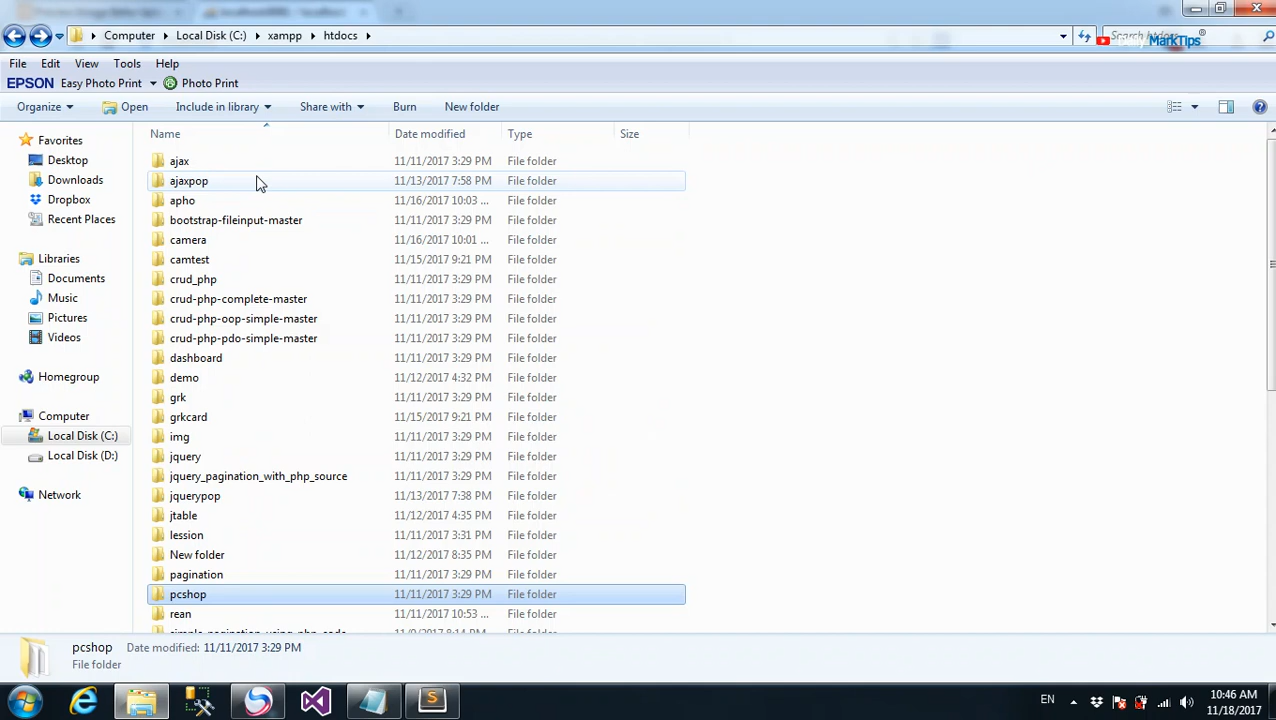 Computer Local Disk (C:) xampp htdocs
File Edit View Tools Help
EPSON Easy Photo Print Photo Print
Organize Open Include in library Share with Burn New folder
Name Date modified Type Size
Favorites
Desktop
Downloads
Dropbox
Recent Places
Libraries
Documents
Music
Pictures
Videos
Homegroup
Computer
Local Disk (C:)
Local Disk (D:)
Network
ajax 11/11/2017 3:29 PM File folder
ajaxpop 11/13/2017 7:58 PM File folder
apho 11/16/2017 10:03 ... File folder
bootstrap-fileinput-master 11/11/2017 3:29 PM File folder
camera 11/16/2017 10:01 ... File folder
camtest 11/15/2017 9:21 PM File folder
crud_php 11/11/2017 3:29 PM File folder
crud-php-complete-master 11/11/2017 3:29 PM File folder
crud-php-oop-simple-master 11/11/2017 3:29 PM File folder
crud-php-pdo-simple-master 11/11/2017 3:29 PM File folder
dashboard 11/11/2017 3:29 PM File folder
demo 11/12/2017 4:32 PM File folder
grk 11/11/2017 3:29 PM File folder
grkcard 11/15/2017 9:21 PM File folder
img 11/11/2017 3:29 PM File folder
jquery 11/11/2017 3:29 PM File folder
jquery_pagination_with_php_source 11/11/2017 3:29 PM File folder
jquerypop 11/13/2017 7:38 PM File folder
jtable 11/12/2017 4:35 PM File folder
lession 11/11/2017 3:31 PM File folder
New folder 11/12/2017 8:35 PM File folder
pagination 11/11/2017 3:29 PM File folder
pcshop 11/11/2017 3:29 PM File folder
rean 11/11/2017 10:53 ... File folder
simple_pagination_using_php_code 11/9/2017 8:14 PM File folder
pcshop Date modified: 11/11/2017 3:29 PM
File folder
EN 10:46 AM
11/18/2017